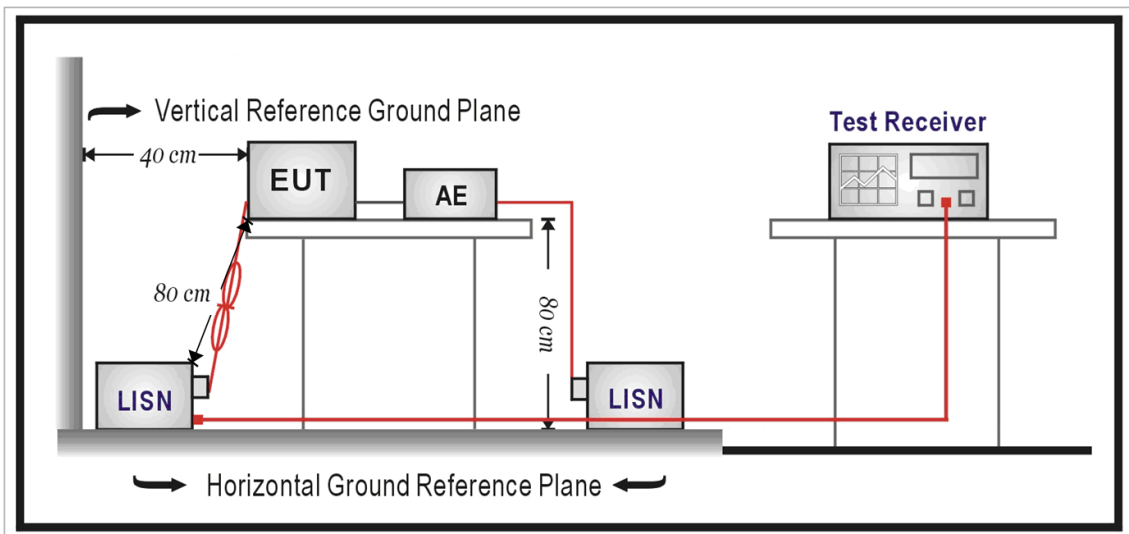 Vertical Reference Ground Plane
Test Receiver
40 cm
EUT
AE
80 cm
80 cm
LISN
LISN
Horizontal Ground Reference Plane